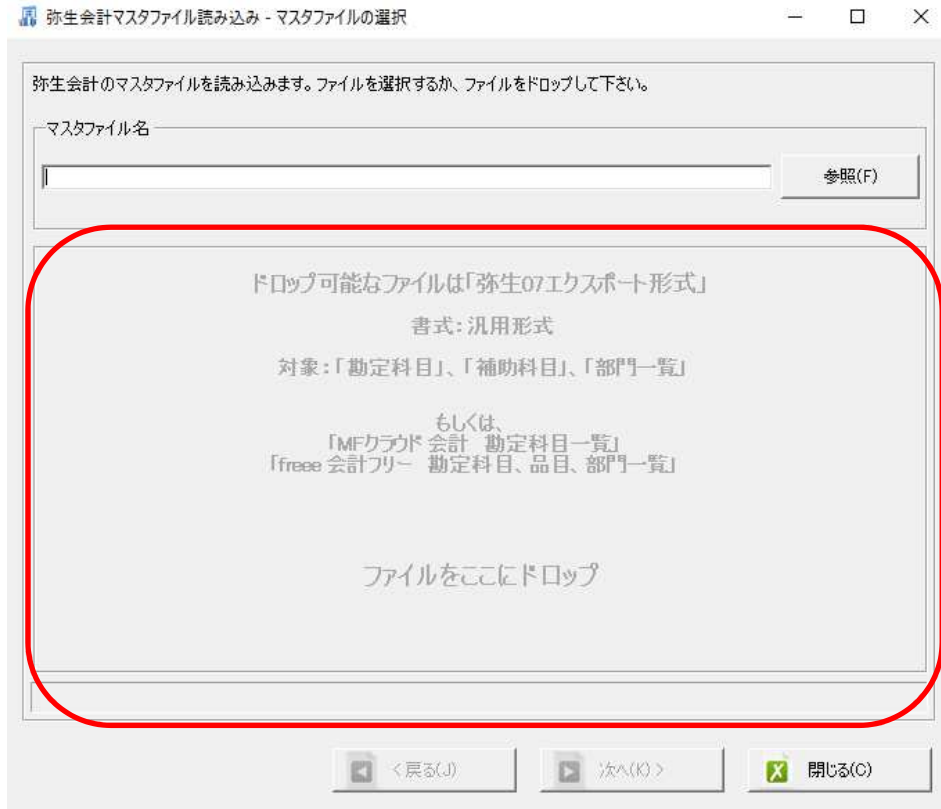 弥生会計マスタファイル読み込み - マスタファイルの選択
弥生会計のマスタファイルを読み込みます。ファイルを選択するか、ファイルをドロップして下さい。
マスタファイル名
参照(F)
ドロップ可能なファイルは「弥生07エクスポート形式」
書式:汎用形式
対象:「勘定科目」、「補助科目」、「部門一覧」
もしくは、
「MFクラウド 会計 勘定科目一覧」
「freee 会計フリー 勘定科目、品目、部門一覧」
ファイルをここにドロップ
< 戻る(J)
次へ(K) >
閉じる(C)